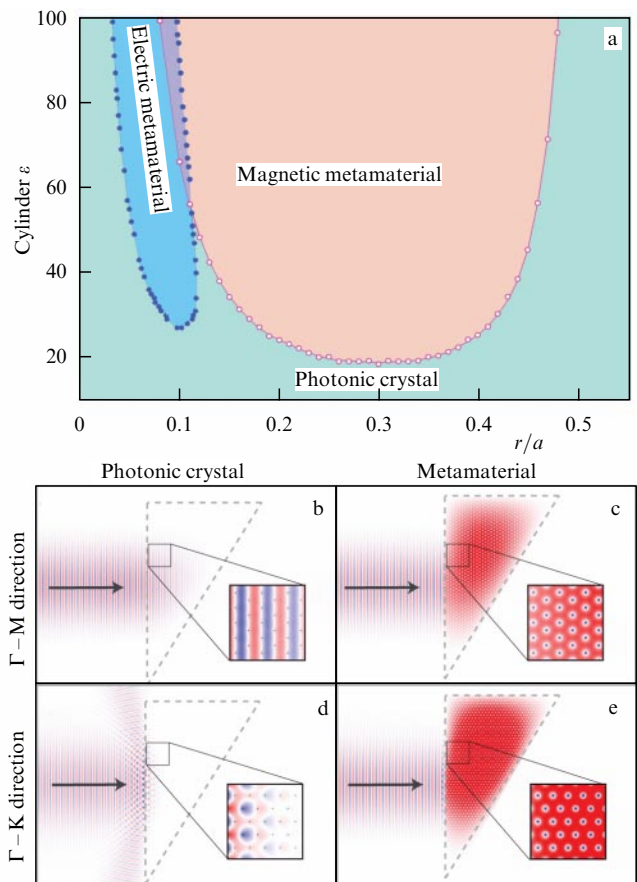 a
100
80
60
40
20
Cylinder ε
Electric metamaterial
Magnetic metamaterial
Photonic crystal
0
0.1
0.2
0.3
0.4
0.5
r/a
Photonic crystal
Metamaterial
Γ – M direction
b
c
Γ – K direction
d
e